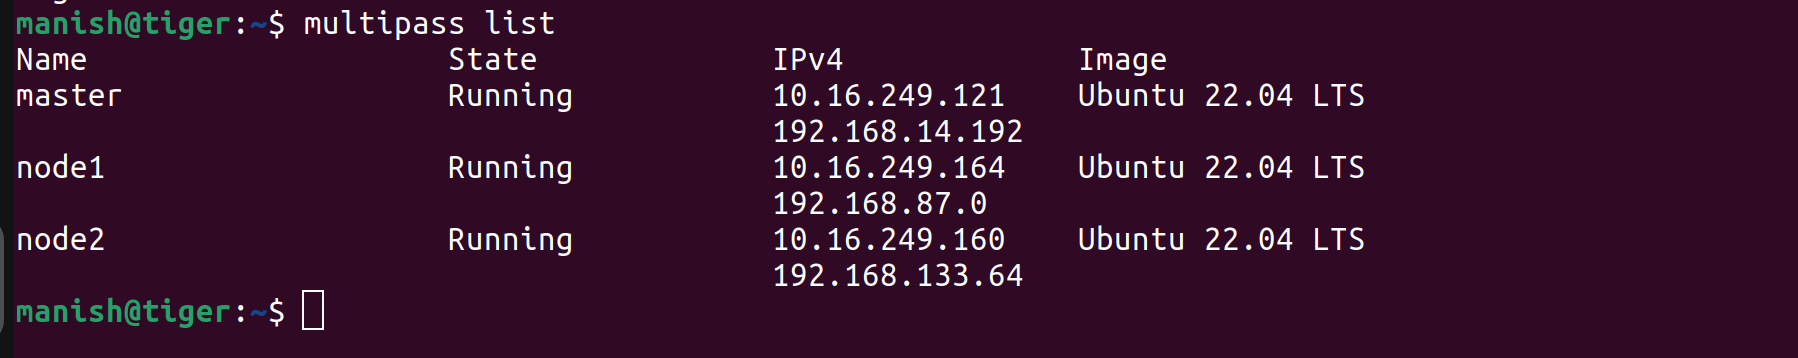 manish@tiger:~$ multipass list
Name State IPv4 Image
master Running 10.16.249.121 Ubuntu 22.04 LTS
192.168.14.192
node1 Running 10.16.249.164 Ubuntu 22.04 LTS
192.168.87.0
node2 Running 10.16.249.160 Ubuntu 22.04 LTS
192.168.133.64
manish@tiger:~$